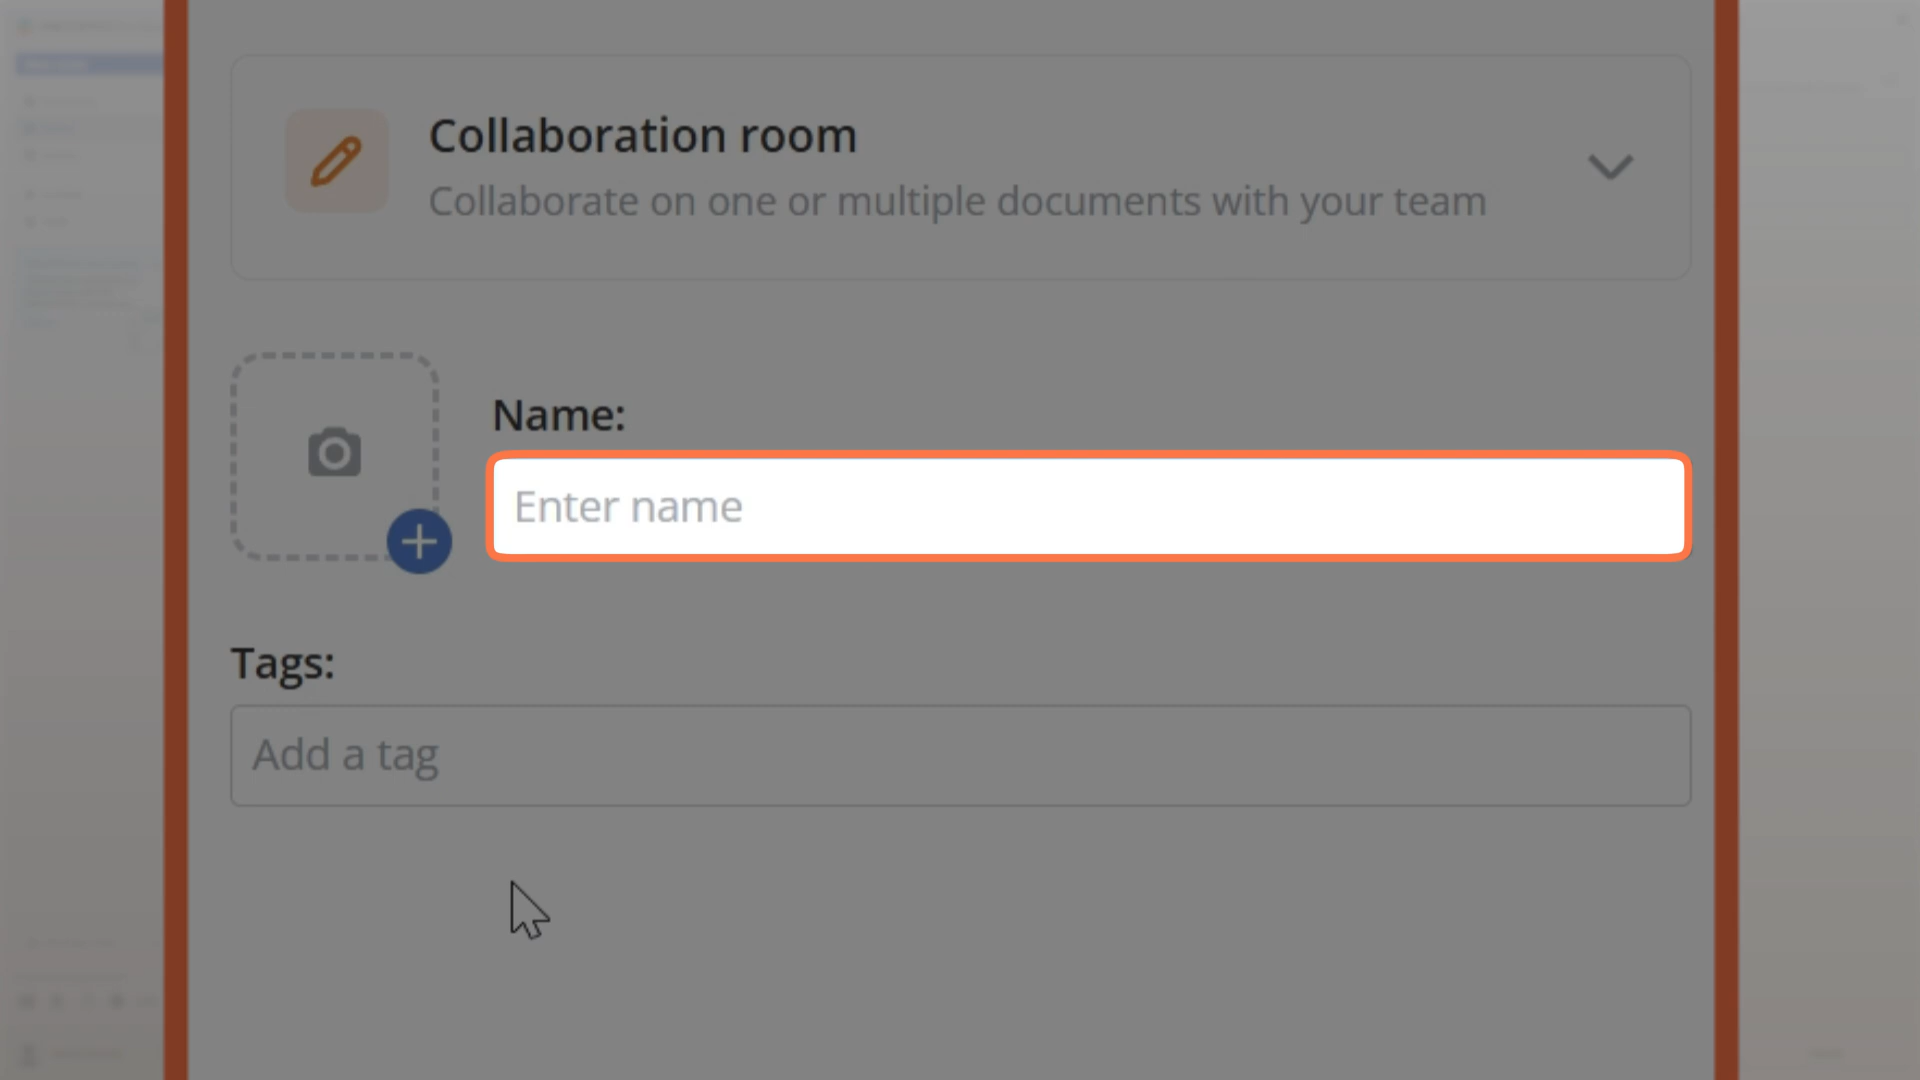 Collaboration room
Collaborate on one or multiple documents with your team
Name:
Enter name
Tags:
Add a tag